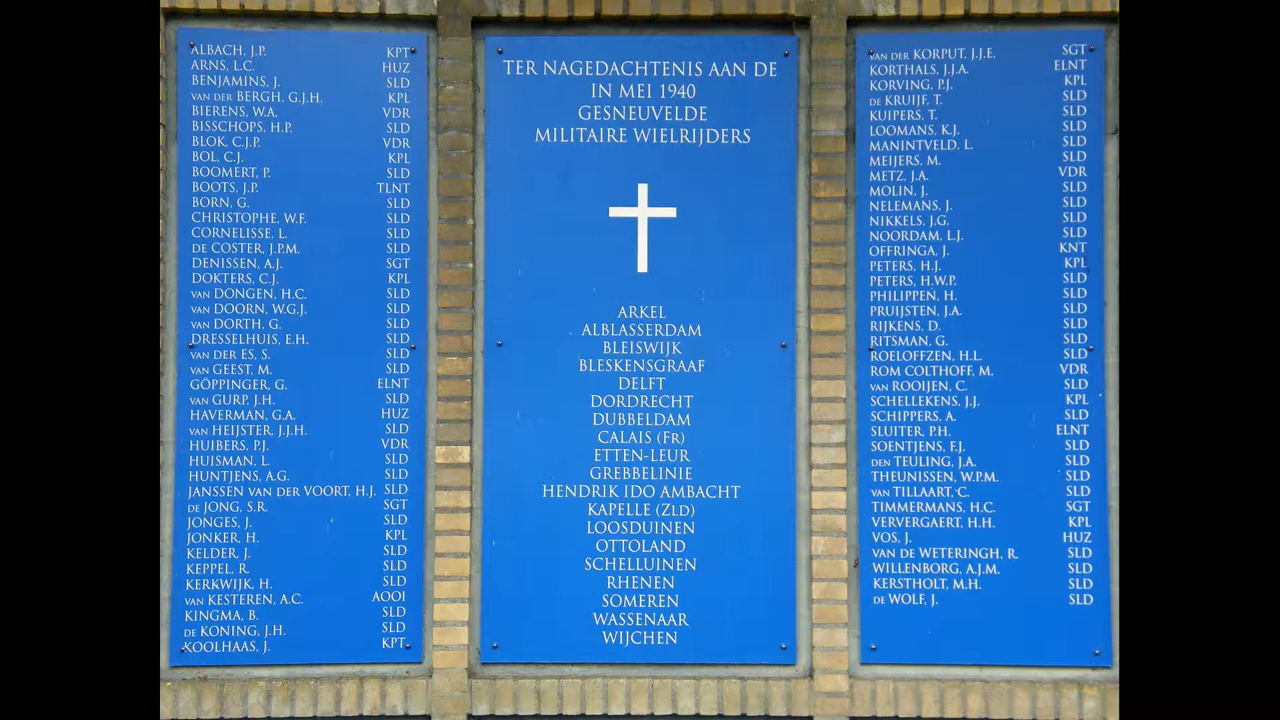 ALBACH, J.P. KPT
ARNS, L.C. HUZ
BENJAMINS, J. SLD
VAN DER BERGH, G.J.H. KPL
BIERENS, W.A. VDR
BISSCHOPS, H.P. SLD
BLOK, C.J.P. VDR
BOL, C.J. KPL
BOOMERT, P. SLD
BOOTS, J.P. TLNT
BORN, G. SLD
CHRISTOPHE, W.F. SLD
CORNELISSE, L. SLD
DE COSTER, J.P.M. SLD
DENISSEN, A.J. SGT
DOKTERS, C.J. KPL
VAN DONGEN, H.C. SLD
VAN DOORN, W.G.J. SLD
VAN DORTH, G. SLD
DRESSELHUIS, E.H. SLD
VAN DER ES, S. SLD
VAN GEEST, M. SLD
GÖPPINGER, G. ELNT
VAN GURP, J.H. SLD
HAVERMAN, G.A. HUZ
VAN HEIJSTER, J.J.H. SLD
HUIBERS, P.J. VDR
HUISMAN, L. SLD
HUNTJENS, A.G. SLD
JANSSEN VAN DER VOORT, H.J. SLD
DE JONG, S.R. SGT
JONGES, J. SLD
JONKER, H. KPL
KELDER, J. SLD
KEPPEL, R. SLD
KERKWIJK, H. SLD
VAN KESTEREN, A.C. AOOI
KINGMA, B. SLD
DE KONING, J.H. SLD
KOOLHAAS, J. KPT
TER NAGEDACHTENIS AAN DE
IN MEI 1940
GESNEUVELDE
MILITAIRE WIELRIJDERS
ARKEL
ALBLASSERDAM
BLEISWIJK
BLESKENSGRAAF
DELFT
DORDRECHT
DUBBELDAM
CALAIS (FR)
ETTEN-LEUR
GREBBELINIE
HENDRIK IDO AMBACHT
KAPELLE (ZLD)
LOOSDUINEN
OTTOLAND
SCHELLUINEN
RHENEN
SOMEREN
WASSENAAR
WIJCHEN
VAN DER KORPUT, J.J.E. SGT
KORTHALS, J.J.A. ELNT
KORVING, P.J. KPL
DE KRUIJF, T. SLD
KUIPERS, T. SLD
LOOMANS, K.J. SLD
MANINTVELD, L. SLD
MEIJERS, M. SLD
METZ, J.A. VDR
MOLIN, J. SLD
NELEMANS, J. SLD
NIKKELS, J.G. SLD
NOORDAM, L.J. SLD
OFFRINGA, J. KNT
PETERS, H.J. KPL
PETERS, H.W.P. SLD
PHILIPPEN, H. SLD
PRUIJSTEN, J.A. SLD
RIJKENS, D. SLD
RITSMAN, G. SLD
ROELOFFZEN, H.L. SLD
ROM COLTHOFF, M. VDR
VAN ROOIJEN, C. SLD
SCHELLEKENS, J.J. KPL
SCHIPPERS, A. SLD
SLUITER, P.H. ELNT
SOENTJENS, F.J. SLD
DEN TEULING, J.A. SLD
THEUNISSEN, W.P.M. SLD
VAN TILLAART, C. SLD
TIMMERMANS, H.C. SGT
VERVERGAERT, H.H. KPL
VOS, J. HUZ
VAN DE WETERINGH, R. SLD
WILLENBORG, A.J.M. SLD
KERSTHOLT, M.H. SLD
DE WOLF, J. SLD